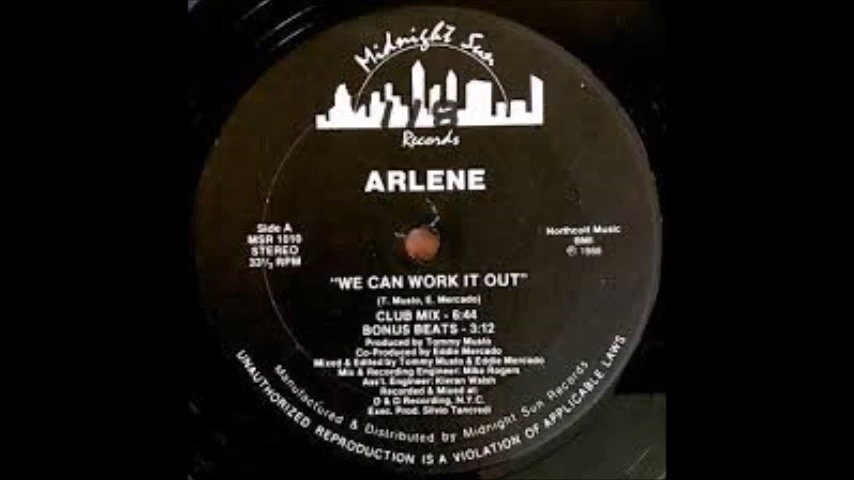 Midnight Sun
118
Records
ARLENE
Side A
MSR 1010
STEREO
33⅓ RPM
Northcott Music
BMI
℗ 1988
"WE CAN WORK IT OUT"
(T. Musto, E. Mercado)
CLUB MIX - 6:44
BONUS BEATS - 3:12
Produced by Tommy Musto
Co-Produced by Eddie Mercado
Mixed & Edited by Tommy Musto & Eddie Mercado
Mix & Recording Engineer: Mike Rogers
Ass't. Engineer: Kieran Walsh
Recorded & Mixed at
D & D Recording, N.Y.C.
Exec. Prod. Silvio Tancredi
Manufactured & Distributed by Midnight Sun Records
UNAUTHORIZED REPRODUCTION IS A VIOLATION OF APPLICABLE LAWS